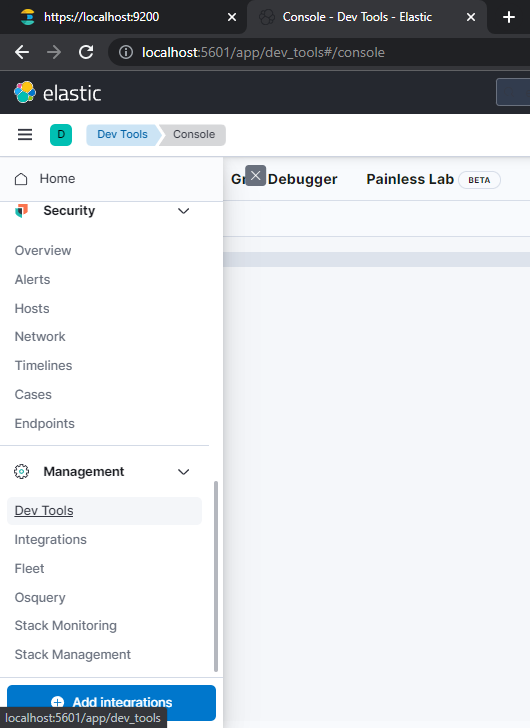 https://localhost:9200
Console - Dev Tools - Elastic
localhost:5601/app/dev_tools#/console
elastic
D Dev Tools Console
Home
Debugger Painless Lab BETA
Security
Overview
Alerts
Hosts
Network
Timelines
Cases
Endpoints
Management
Dev Tools
Integrations
Fleet
Osquery
Stack Monitoring
Stack Management
Add integrations
localhost:5601/app/dev_tools